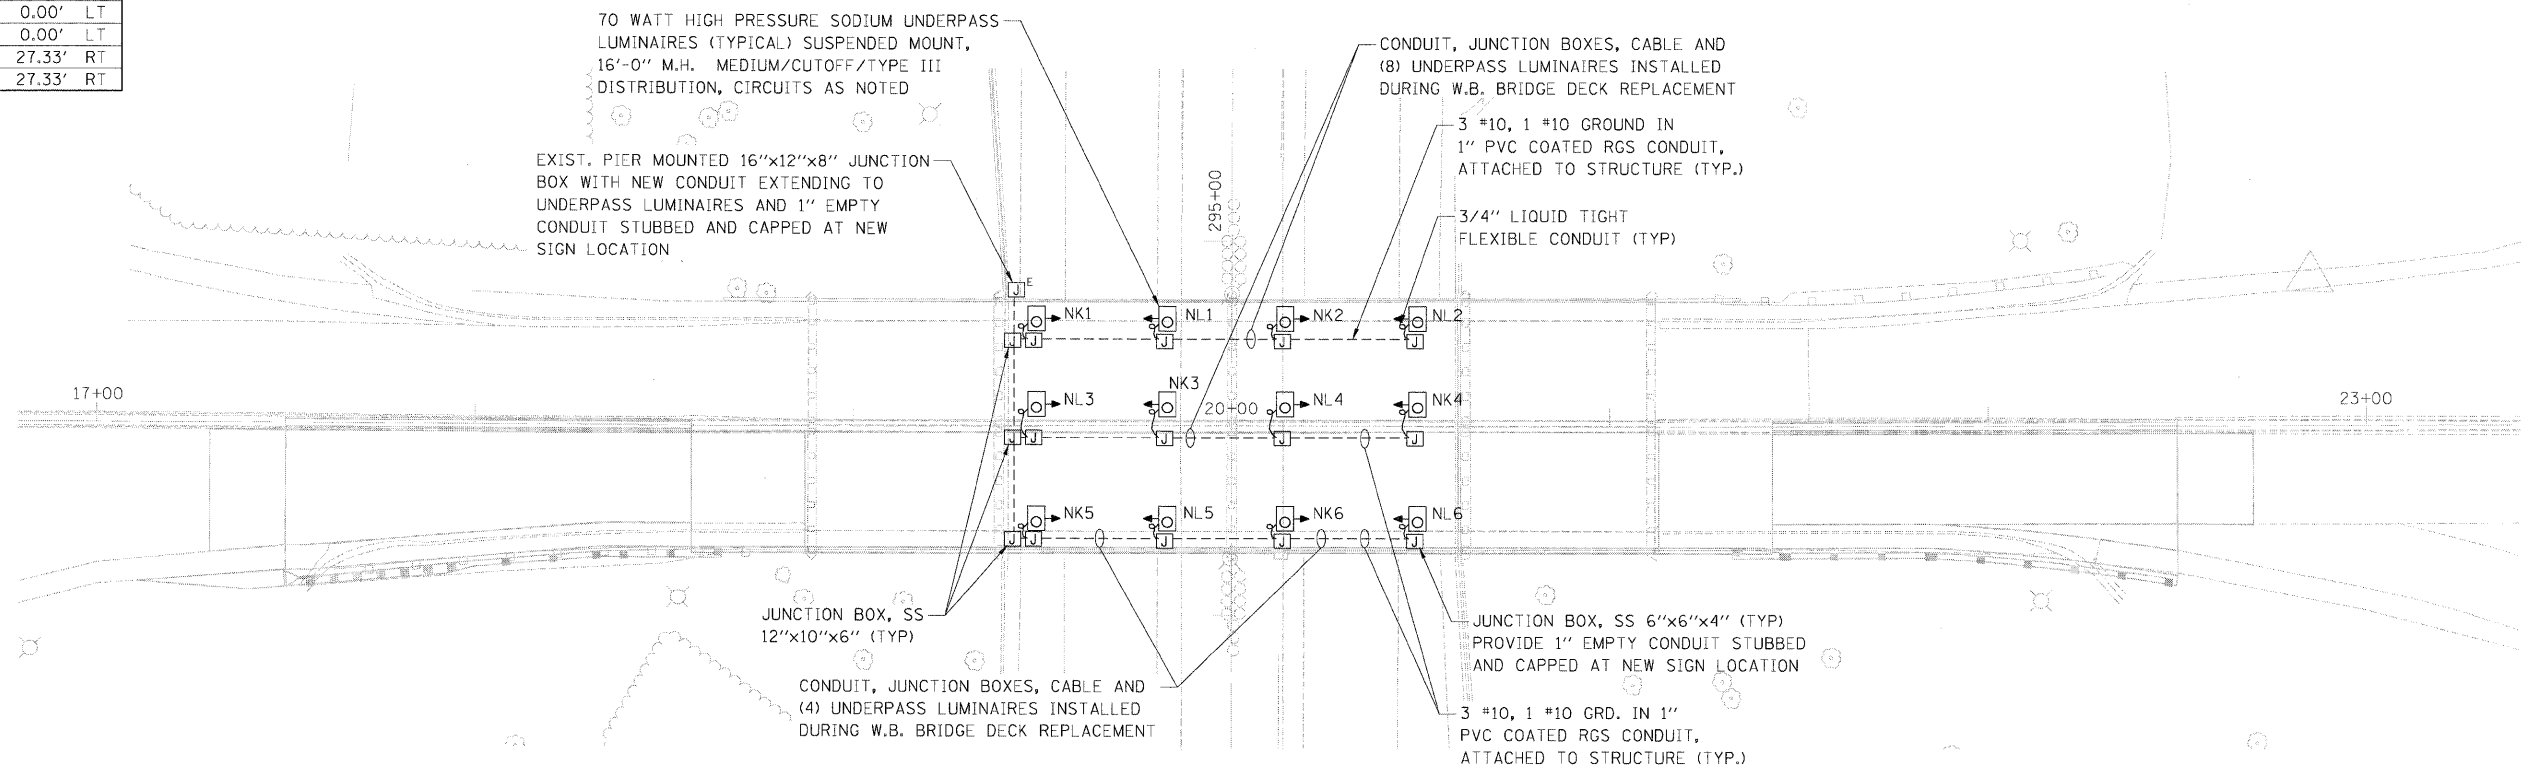 0.00' LT
0.00' LT
27.33' RT
27.33' RT
70 WATT HIGH PRESSURE SODIUM UNDERPASS
LUMINAIRES (TYPICAL) SUSPENDED MOUNT,
16'-0" M.H. MEDIUM/CUTOFF/TYPE III
DISTRIBUTION, CIRCUITS AS NOTED
CONDUIT, JUNCTION BOXES, CABLE AND
(8) UNDERPASS LUMINAIRES INSTALLED
DURING W.B. BRIDGE DECK REPLACEMENT
3 #10, 1 #10 GROUND IN
1" PVC COATED RGS CONDUIT,
ATTACHED TO STRUCTURE (TYP.)
EXIST. PIER MOUNTED 16"x12"x8" JUNCTION
BOX WITH NEW CONDUIT EXTENDING TO
UNDERPASS LUMINAIRES AND 1" EMPTY
CONDUIT STUBBED AND CAPPED AT NEW
SIGN LOCATION
295+00
3/4" LIQUID TIGHT
FLEXIBLE CONDUIT (TYP)
J E
NK1 NL1 NK2 NL2
J J J J J
17+00
NL3 NK3 NL4 NK4
20+00
23+00
J J J J J
NK5 NL5 NK6 NL6
J J J J J
JUNCTION BOX, SS
12"x10"x6" (TYP)
JUNCTION BOX, SS 6"x6"x4" (TYP)
PROVIDE 1" EMPTY CONDUIT STUBBED
AND CAPPED AT NEW SIGN LOCATION
CONDUIT, JUNCTION BOXES, CABLE AND
(4) UNDERPASS LUMINAIRES INSTALLED
DURING W.B. BRIDGE DECK REPLACEMENT
3 #10, 1 #10 GRD. IN 1"
PVC COATED RGS CONDUIT,
ATTACHED TO STRUCTURE (TYP.)